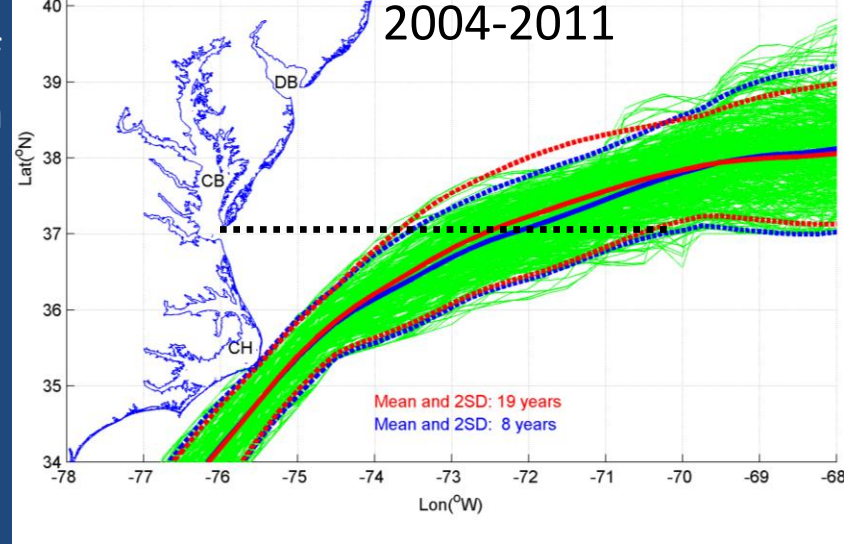 2004-2011
40
39
38
37
36
35
34
Lat(°N)
DB
CB
CH
Mean and 2SD: 19 years
Mean and 2SD: 8 years
-78 -77 -76 -75 -74 -73 -72 -71 -70 -69 -68
Lon(°W)